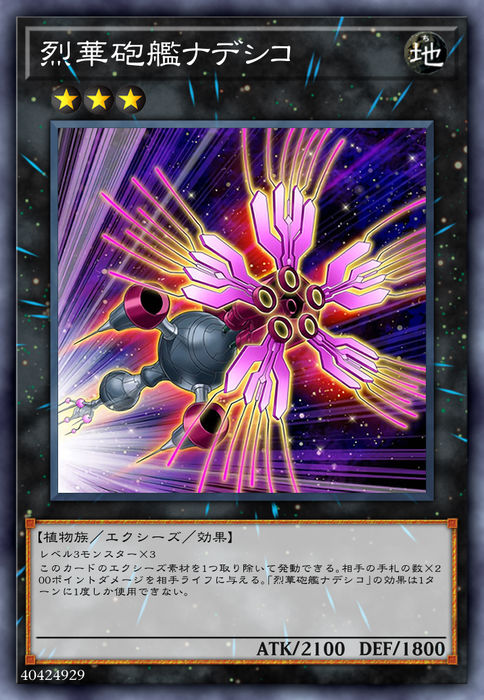 烈華砲艦ナデシコ
ち
地
【植物族／エクシーズ／効果】
レベル3モンスター×3
このカードのエクシーズ素材を1つ取り除いて発動できる。相手の手札の数×2
00ポイントダメージを相手ライフに与える。「烈華砲艦ナデシコ」の効果は1タ
ーンに1度しか使用できない。
ATK/2100 DEF/1800
40424929